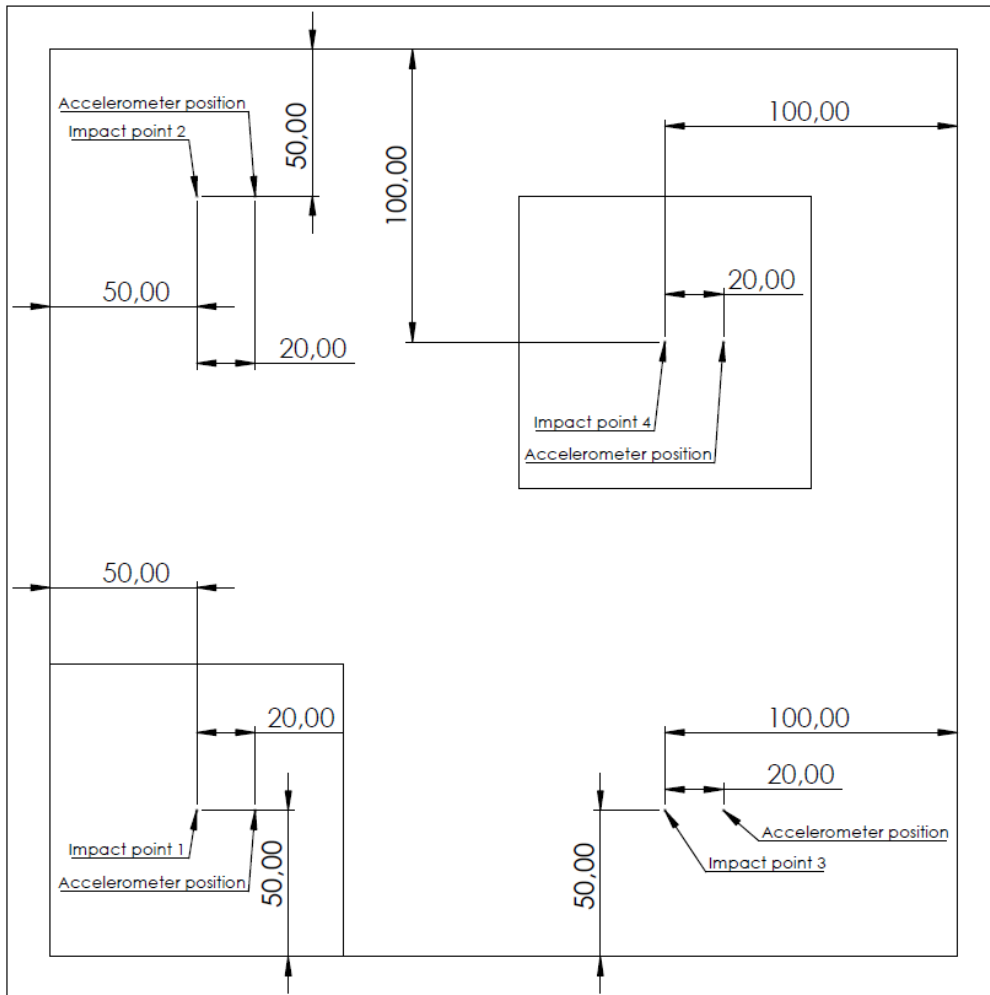 Accelerometer position
Impact point 2
50,00
100,00
100,00
50,00
20,00
20,00
Impact point 4
Accelerometer position
50,00
20,00
100,00
20,00
Impact point 1
Accelerometer position
50,00
50,00
Accelerometer position
Impact point 3